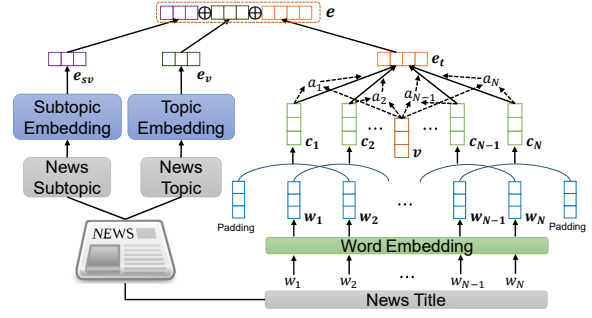 e
e_t
e_sv
e_v
a_1
a_2
a_{N-1}
a_N
Subtopic
Embedding
Topic
Embedding
c_1
c_2
...
v
...
c_{N-1}
c_N
News
Subtopic
News
Topic
Padding
w_1
w_2
...
w_{N-1}
w_N
Padding
NEWS
Word Embedding
w_1
w_2
...
w_{N-1}
w_N
News Title